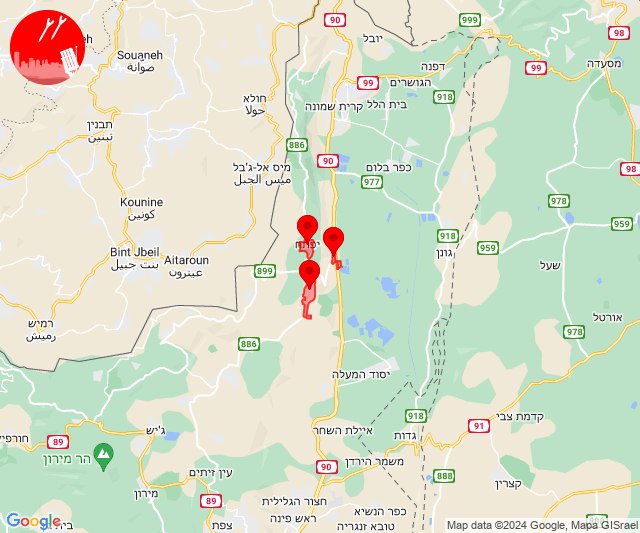 90
999
98
יובל
Souaneh
صوانة
דפנה
הגושרים
99
99
מסעדה
918
חולא
حولا
קרית שמונה
בית הלל
תבנין
تبنين
886
90
מיס אל-ג'בל
ميس الجبل
כפר בלום
977
98
978
Kounine
كونين
959
918
959
Bint Jbeil
بنت جبيل
Aitaroun
عيترون
יפתח
גונן
899
שעל
978
רמיש
رميش
אורטל
886
יסוד המעלה
918
קדמת צבי
91
איילת השחר
גדות
ג'יש
89
הר מירון
עין זיתים
90
משמר הירדן
888
קצרין
מירון
89
חצור הגלילית
ראש פינה
כפר הנשיא
טובא זנגריה
צפת
Google
Map data ©2024 Google, Mapa GISrael